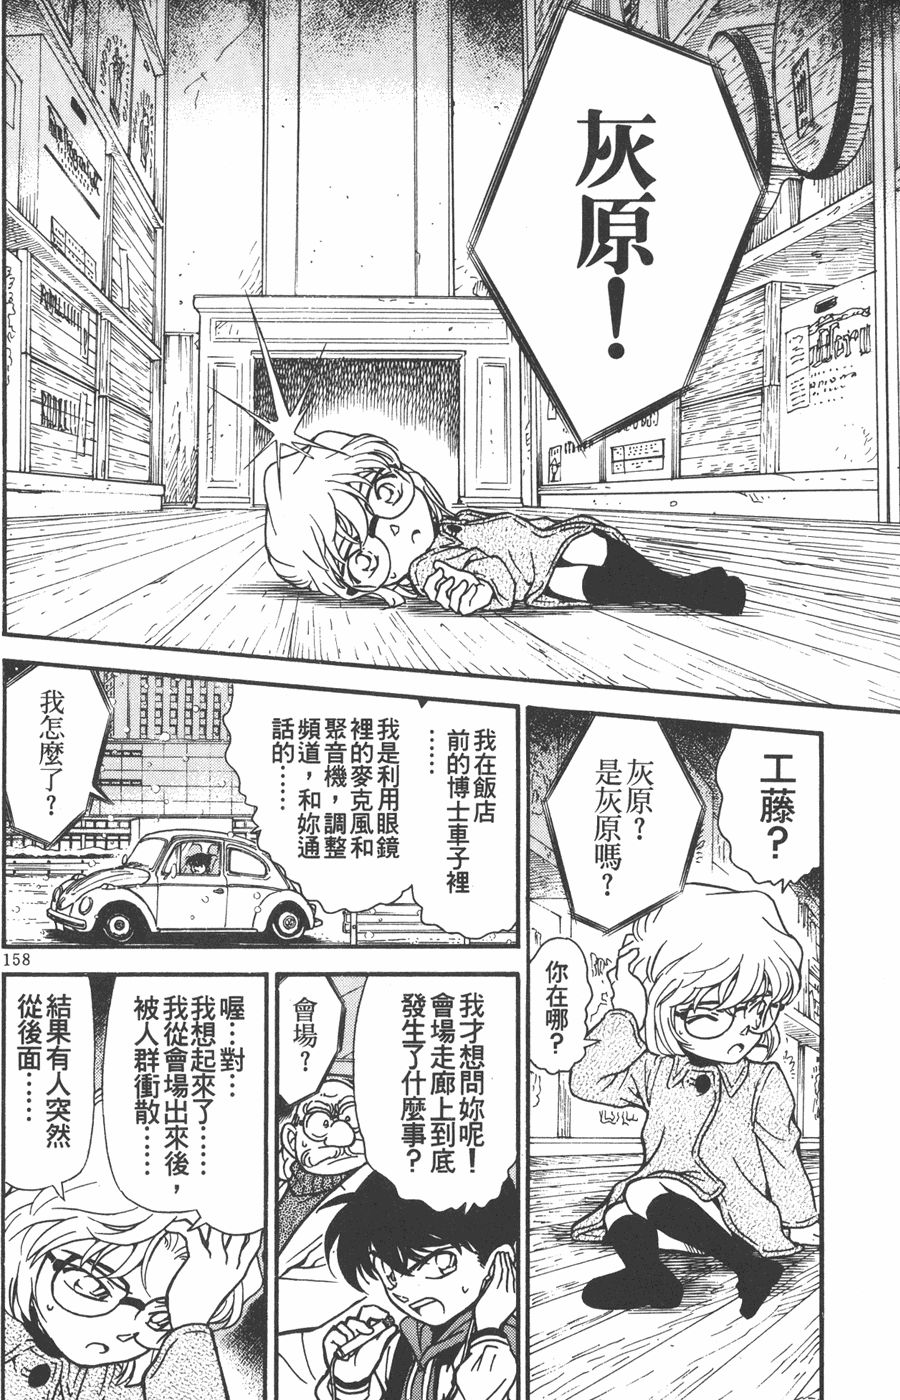 灰原！
工藤？
灰原？
是灰原嗎？
你在哪？
我在飯店
前的博士車子裡
……
我是利用眼鏡
裡的麥克風和
聚音機，調整
頻道，和妳通
話的……
我怎麼了？
我才想問妳呢！
會場走廊上到底
發生了什麼事？
會場？
喔…對…
我想起來了……
我從會場出來後，
被人群衝散……
結果有人突然
從後面……
158